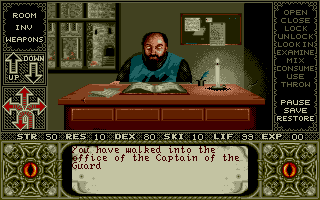 ROOM
INV
WEAPONS
UP
DOWN
OPEN
CLOSE
LOCK
UNLOCK
LOOK IN
EXAMINE
MIX
CONSUME
USE
THROW
PAUSE
SAVE
RESTORE
STR 50 RES 10 DEX 80 SKI 10 LIF 39 EXP 00
You have walked into the
office of the Captain of the
Guard